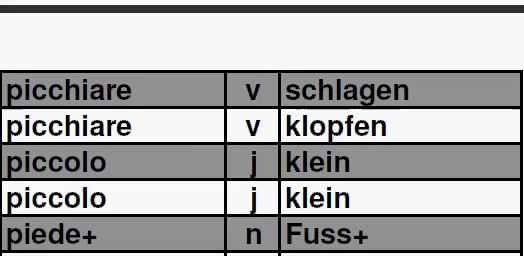 picchiare v schlagen
picchiare v klopfen
piccolo j klein
piccolo j klein
piede+ n Fuss+